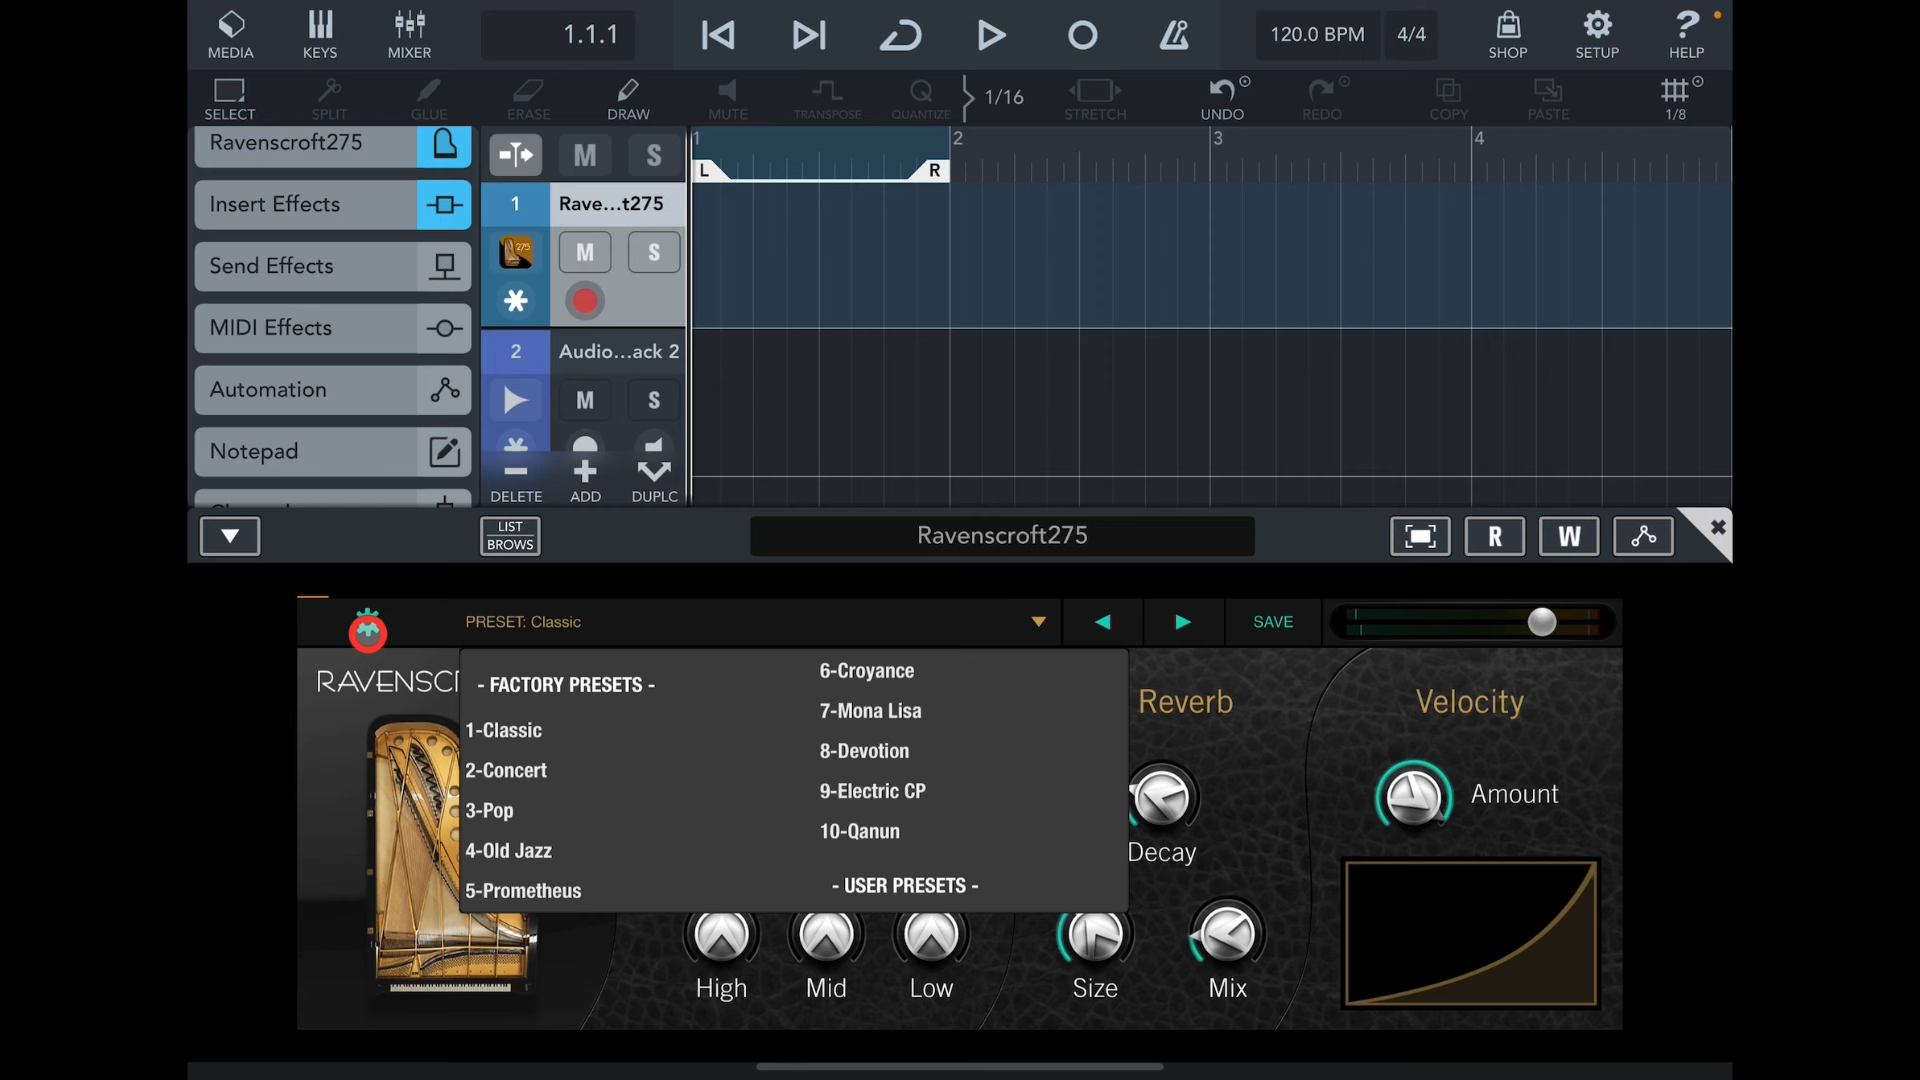 MEDIA
KEYS
MIXER
1.1.1
120.0 BPM
4/4
SHOP
SETUP
HELP
SELECT
SPLIT
GLUE
ERASE
DRAW
MUTE
TRANSPOSE
QUANTIZE
1/16
STRETCH
UNDO
REDO
COPY
PASTE
1/8
Ravenscroft275
M
S
1
2
3
4
L
R
Insert Effects
1
Rave...t275
275
M
S
Send Effects
MIDI Effects
2
Audio...ack 2
Automation
M
S
Notepad
DELETE
ADD
DUPLC
LIST
BROWS
Ravenscroft275
R
W
PRESET: Classic
SAVE
RAVENSC
- FACTORY PRESETS -
1-Classic
2-Concert
3-Pop
4-Old Jazz
5-Prometheus
6-Croyance
7-Mona Lisa
8-Devotion
9-Electric CP
10-Qanun
- USER PRESETS -
Reverb
Velocity
Amount
Decay
High
Mid
Low
Size
Mix